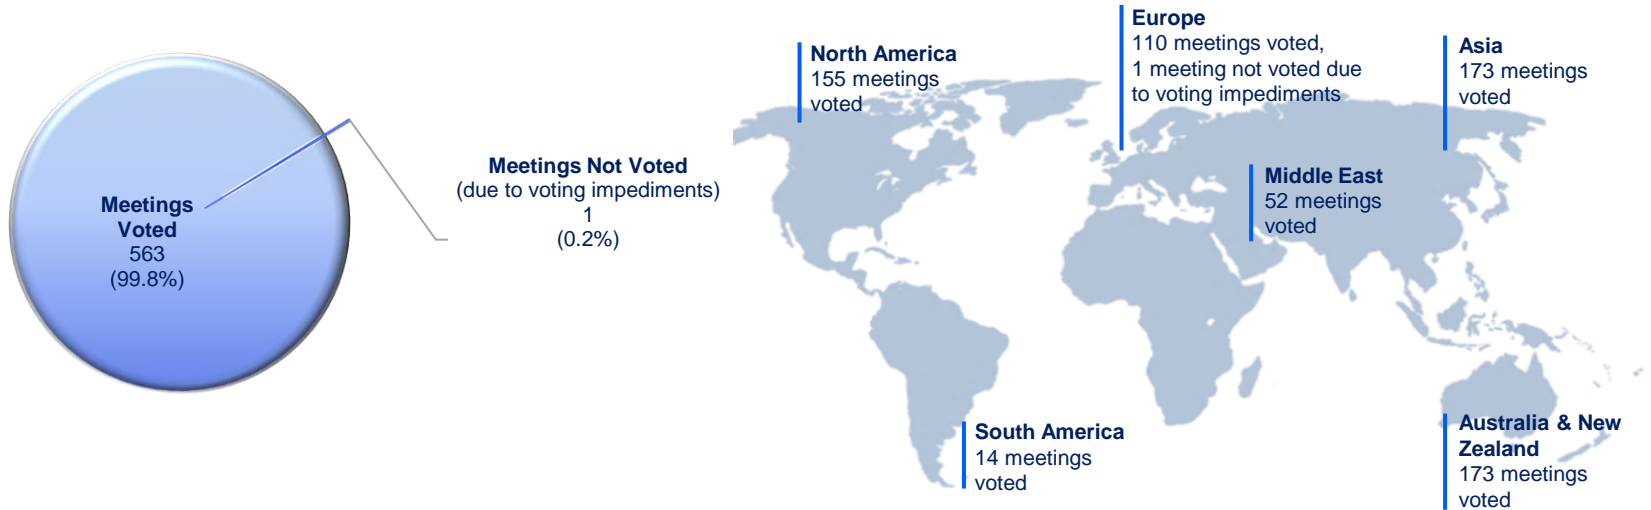 Meetings
Voted
563
(99.8%)
Meetings Not Voted
(due to voting impediments)
1
(0.2%)
North America
155 meetings
voted
Europe
110 meetings voted,
1 meeting not voted due
to voting impediments
Asia
173 meetings
voted
Middle East
52 meetings
voted
South America
14 meetings
voted
Australia & New
Zealand
173 meetings
voted